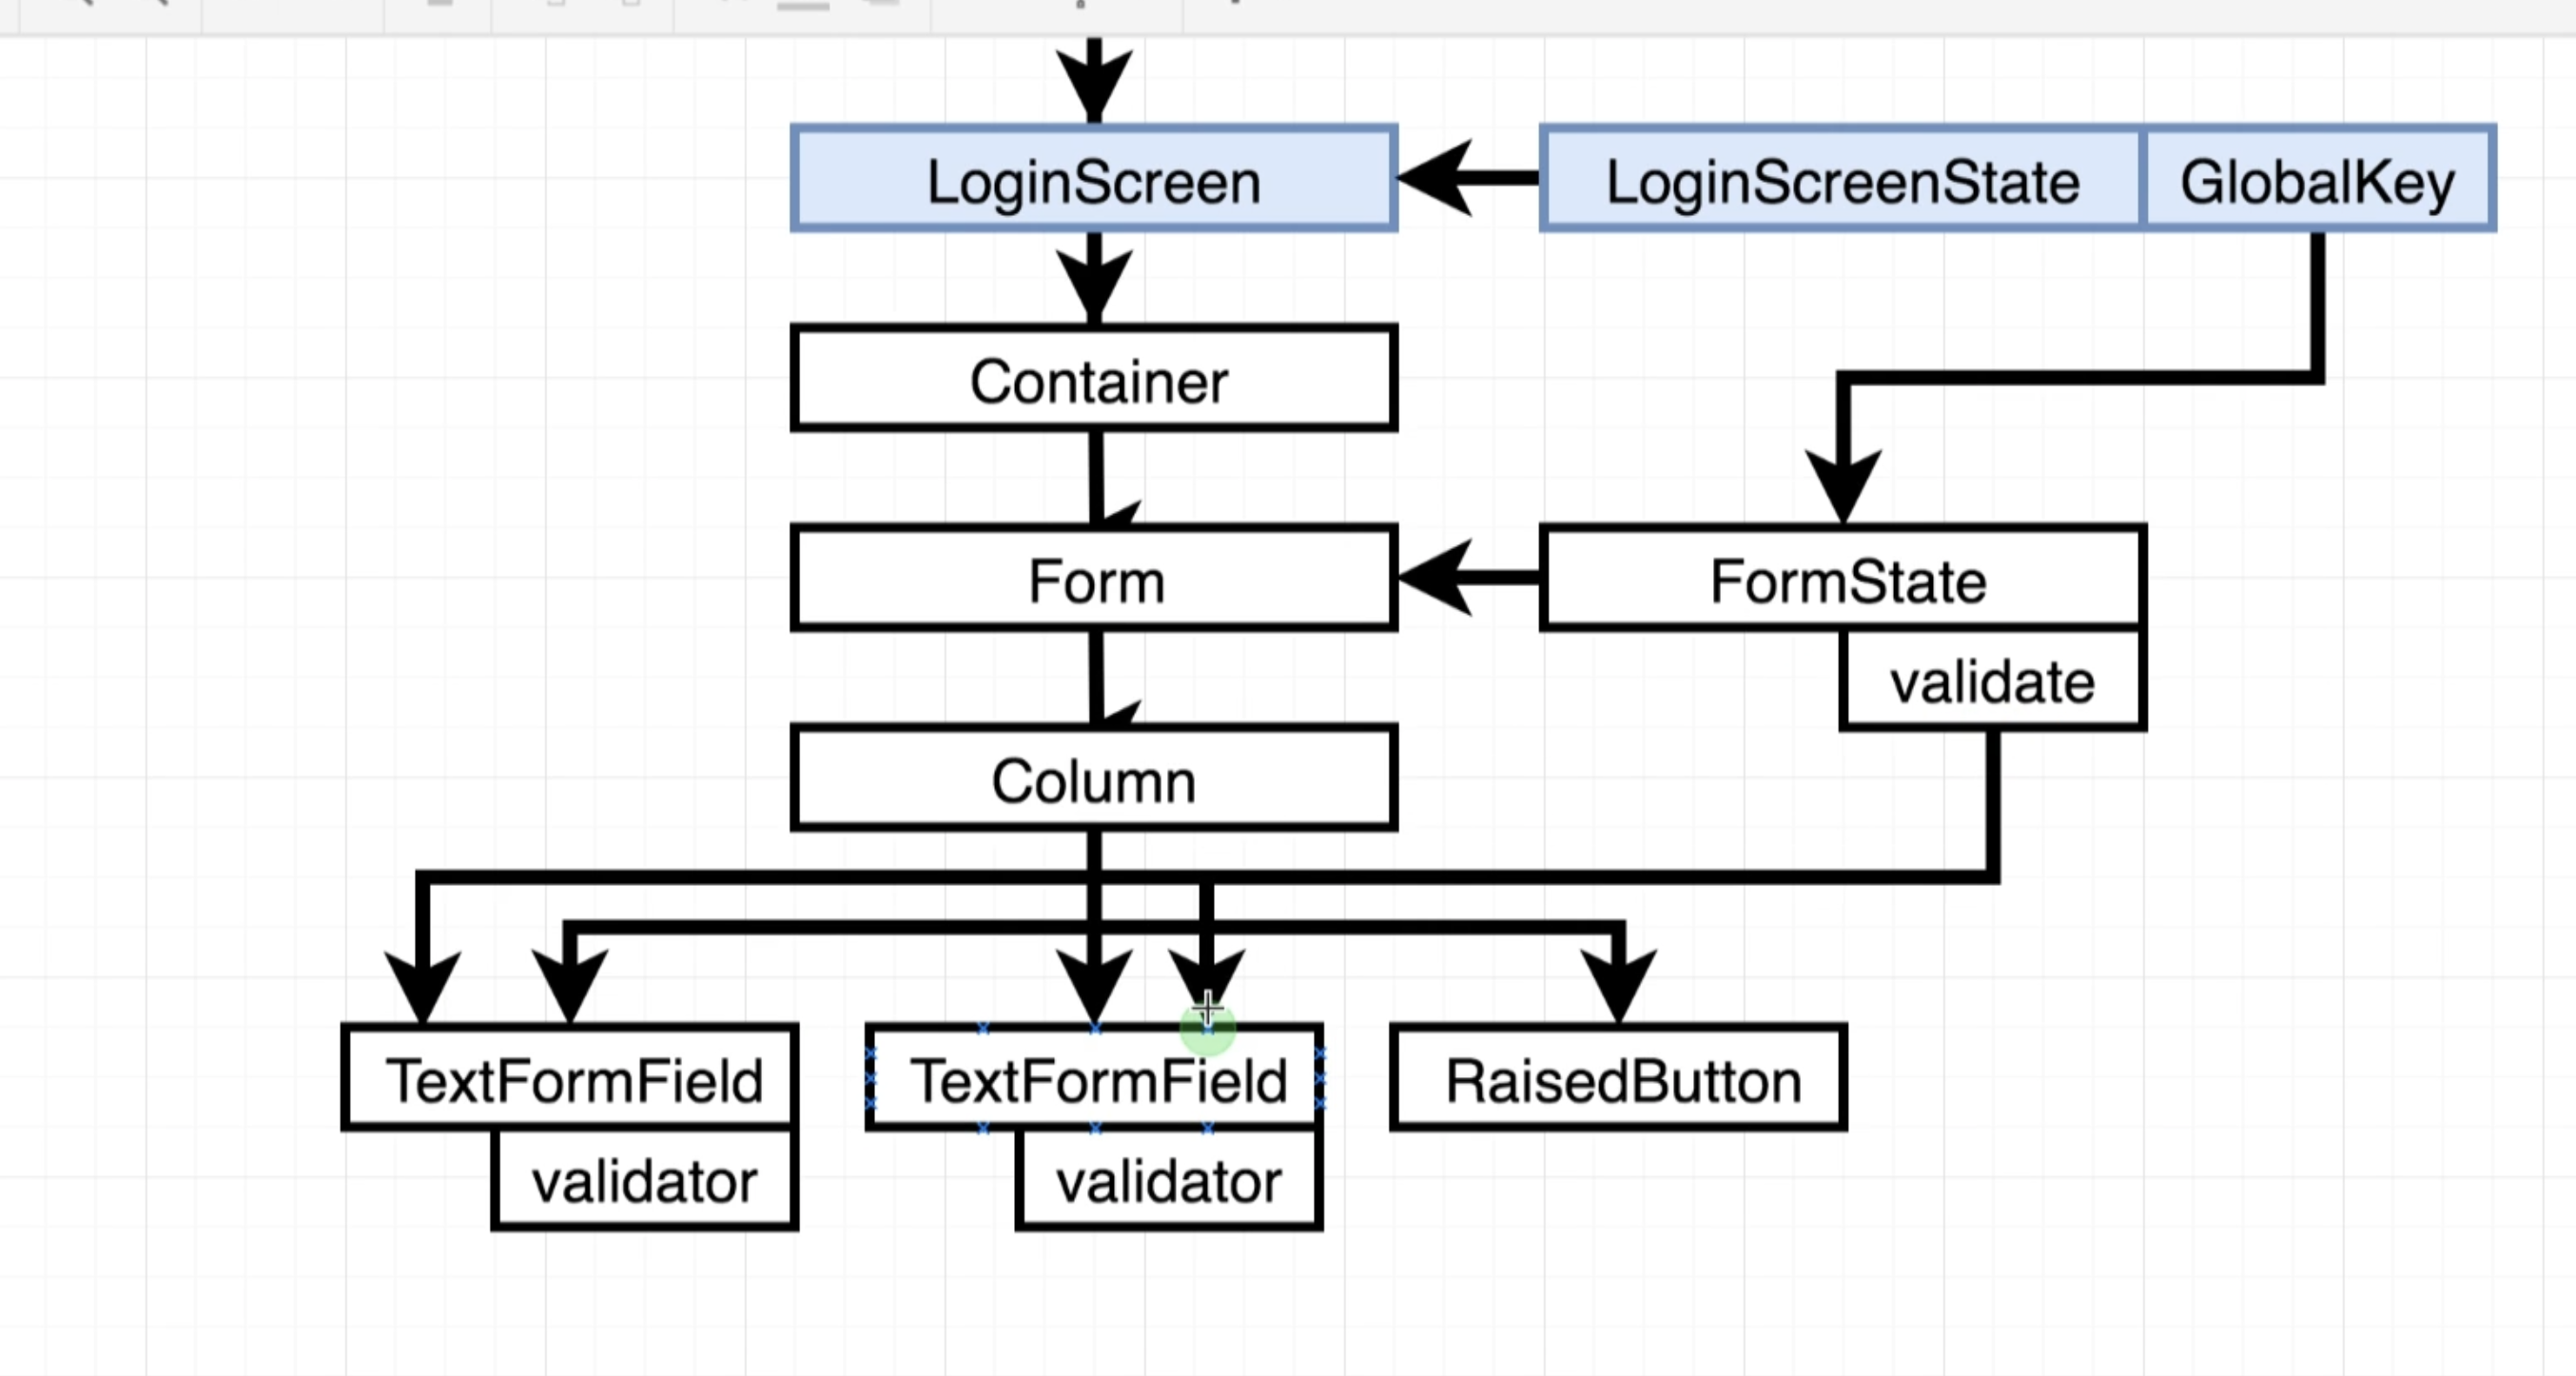 LoginScreen
LoginScreenState
GlobalKey
Container
Form
FormState
validate
Column
TextFormField
TextFormField
RaisedButton
validator
validator